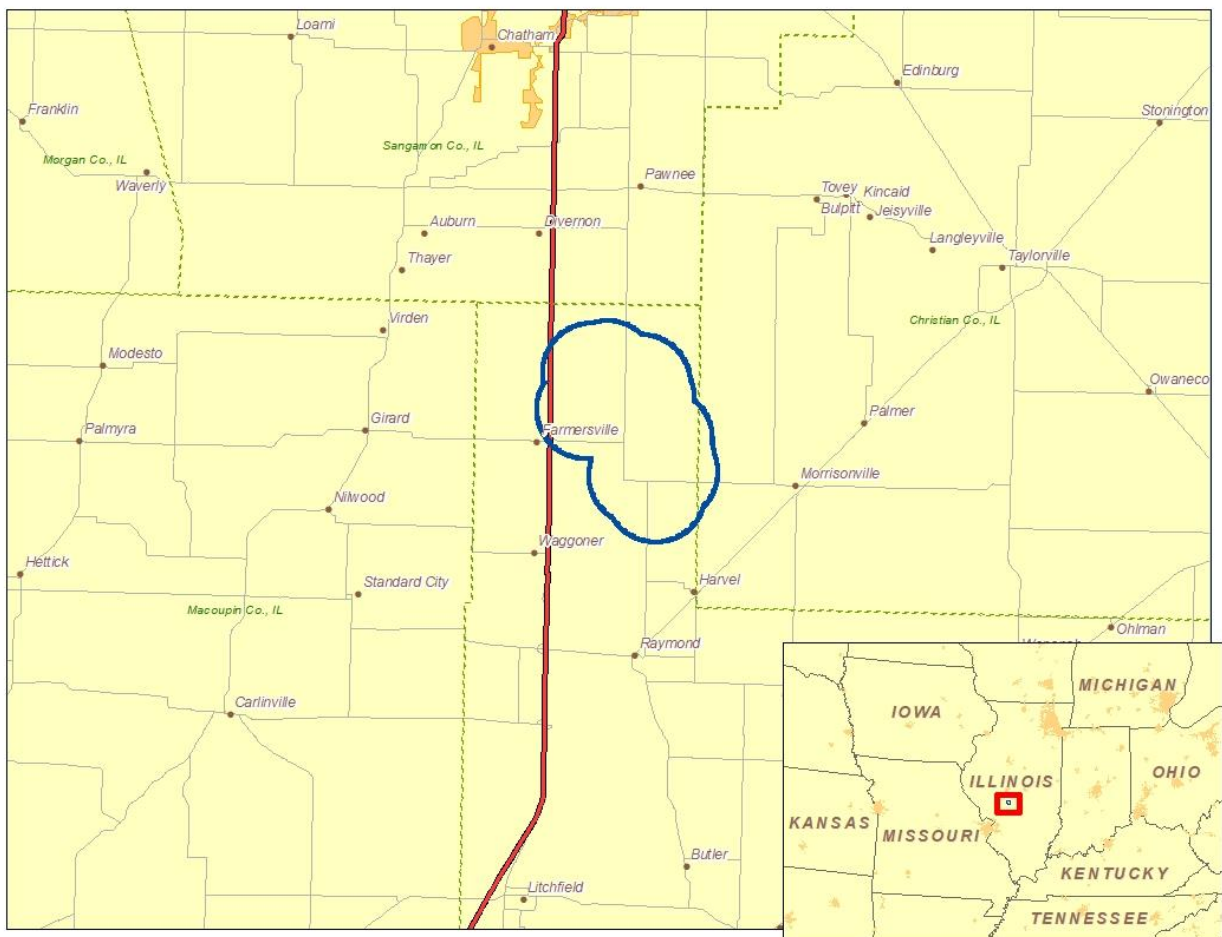 Loami
Chatham
Edinburg
Franklin
Stonington
Sangamon Co., IL
Morgan Co., IL
Waverly
Pawnee
Tovey
Kincaid
Bulpitt
Jeisyville
Auburn
Divernon
Langleyville
Taylorville
Thayer
Virden
Christian Co., IL
Modesto
Owaneco
Palmyra
Girard
Farmersville
Palmer
Morrisonville
Nilwood
Waggoner
Hettick
Standard City
Harvel
Macoupin Co., IL
Ohlman
Raymond
Carlinville
Butler
Litchfield
MICHIGAN
IOWA
ILLINOIS
OHIO
KANSAS
MISSOURI
KENTUCKY
TENNESSEE